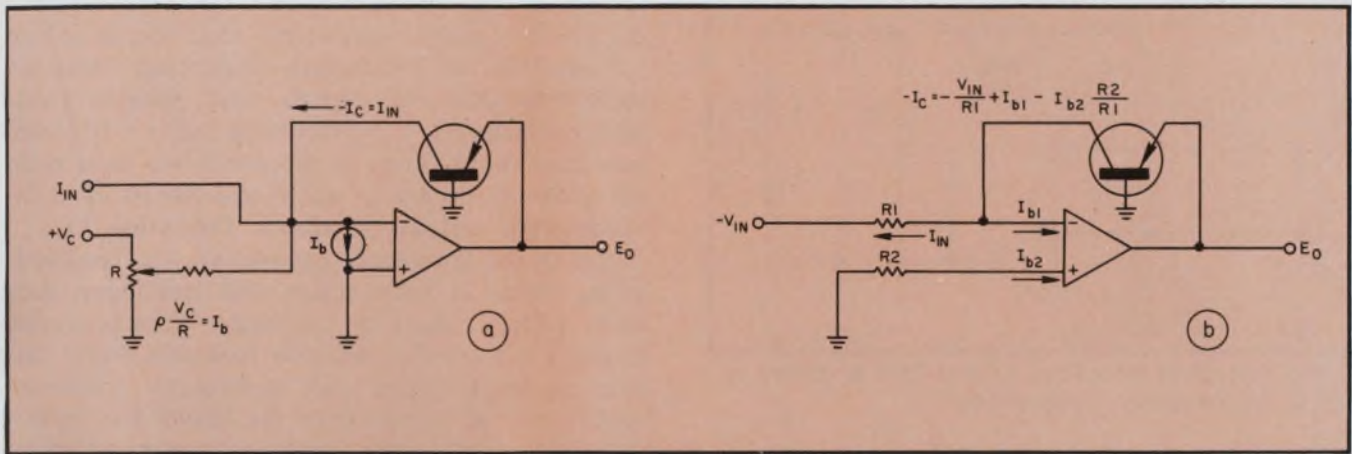 -I_C = I_IN
I_IN
+V_C
R
I_b
-
+
E_O
ρ V_C/R = I_b
a
-I_C = - V_IN/R1 + I_b1 - I_b2 R2/R1
-V_IN
R1
I_IN
I_b1
-
R2
I_b2
+
E_O
b